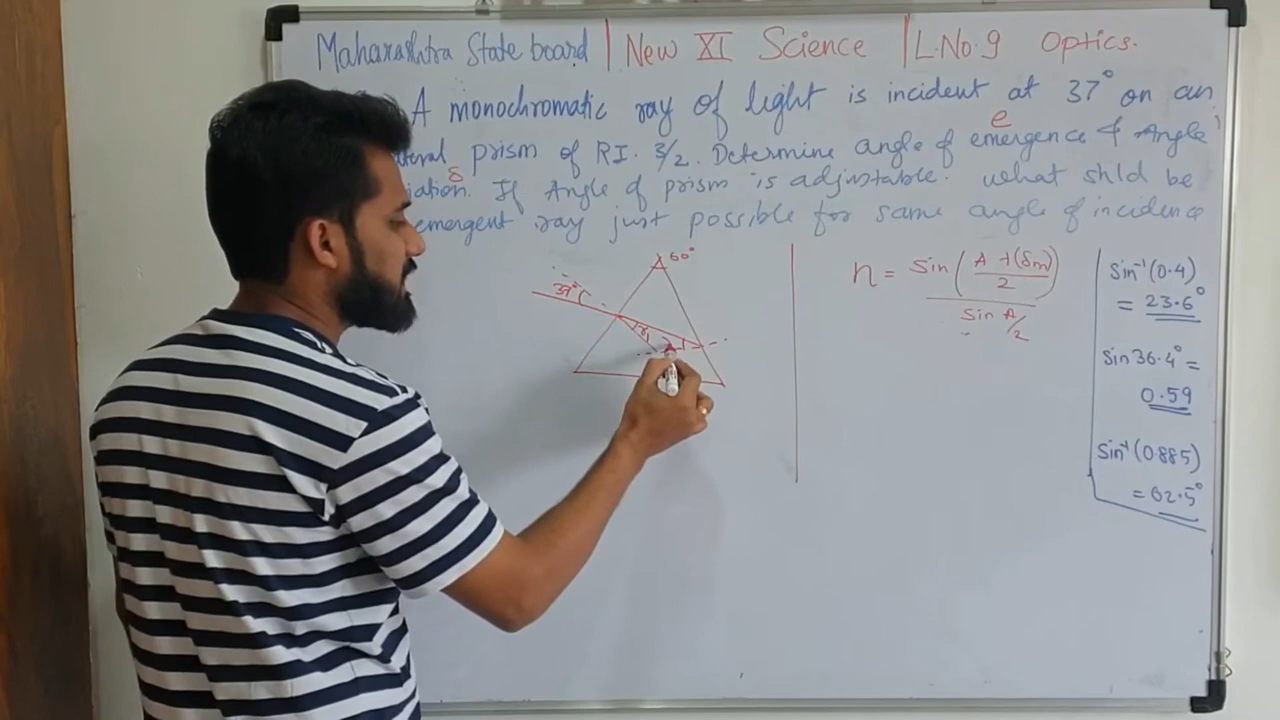 Maharashtra State board | New XI Science | L.No.9 Optics.
A monochromatic ray of light is incident at 37° on an
e
prism of RI. 3/2. Determine angle of emergence & Angle
δ
If Angle of prism is adjustable. what shld be
emergent ray just possible for same angle of incidence
60°
37°
r₁
n = sin (A + (δm) / 2) / sin A/2
Sin⁻¹(0.4)
= 23.6°
Sin 36.4° =
0.59
Sin⁻¹(0.885)
= 62.5°